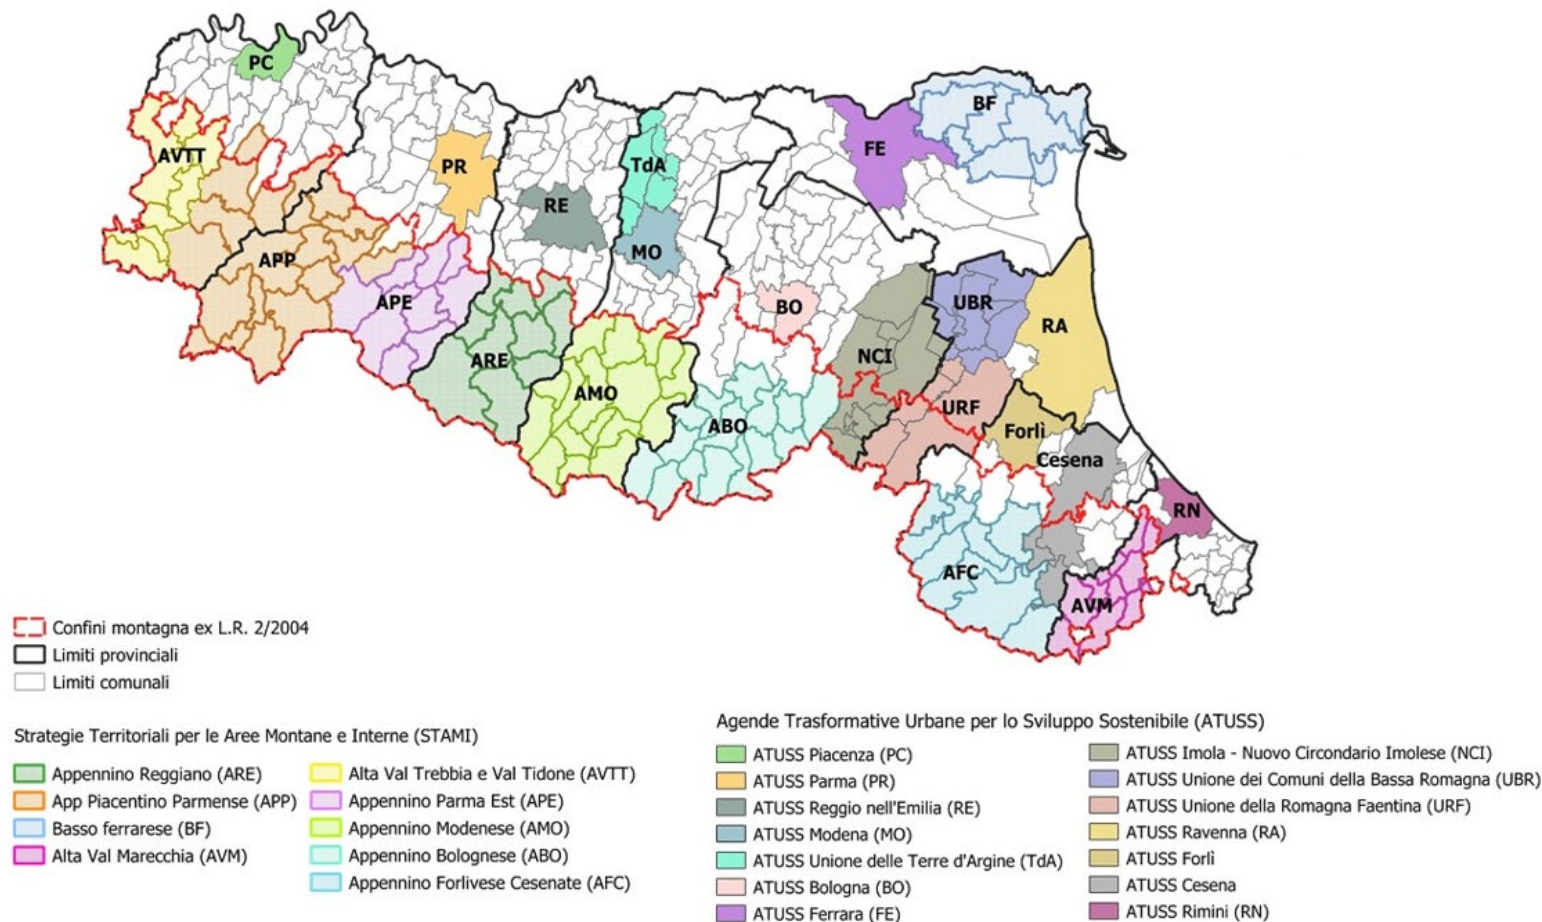 PC
BF
AVTT
PR
TdA
FE
RE
MO
APP
APE
BO
UBR
RA
ARE
NCI
AMO
URF
ABO
Forlì
Cesena
RN
AFC
AVM
Confini montagna ex L.R. 2/2004
Limiti provinciali
Limiti comunali
Strategie Territoriali per le Aree Montane e Interne (STAMI)
Appennino Reggiano (ARE)
App Piacentino Parmense (APP)
Basso ferrarese (BF)
Alta Val Marecchia (AVM)
Alta Val Trebbia e Val Tidone (AVTT)
Appennino Parma Est (APE)
Appennino Modenese (AMO)
Appennino Bolognese (ABO)
Appennino Forlivese Cesenate (AFC)
Agende Trasformative Urbane per lo Sviluppo Sostenibile (ATUSS)
ATUSS Piacenza (PC)
ATUSS Parma (PR)
ATUSS Reggio nell'Emilia (RE)
ATUSS Modena (MO)
ATUSS Unione delle Terre d'Argine (TdA)
ATUSS Bologna (BO)
ATUSS Ferrara (FE)
ATUSS Imola - Nuovo Circondario Imolese (NCI)
ATUSS Unione dei Comuni della Bassa Romagna (UBR)
ATUSS Unione della Romagna Faentina (URF)
ATUSS Ravenna (RA)
ATUSS Forlì
ATUSS Cesena
ATUSS Rimini (RN)